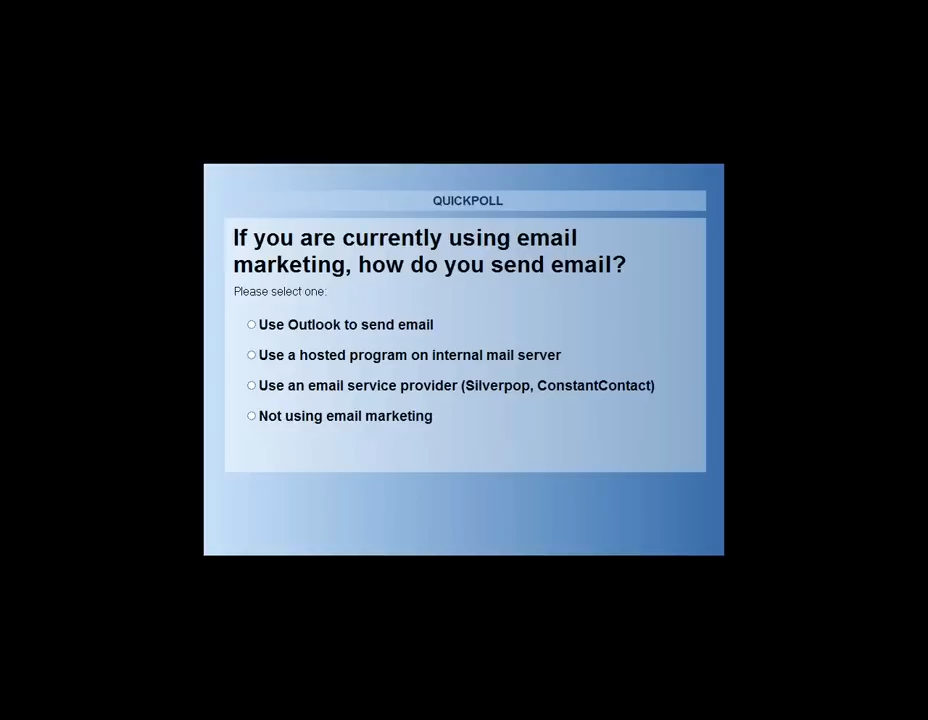 QUICKPOLL
If you are currently using email
marketing, how do you send email?
Please select one:
Use Outlook to send email
Use a hosted program on internal mail server
Use an email service provider (Silverpop, ConstantContact)
Not using email marketing